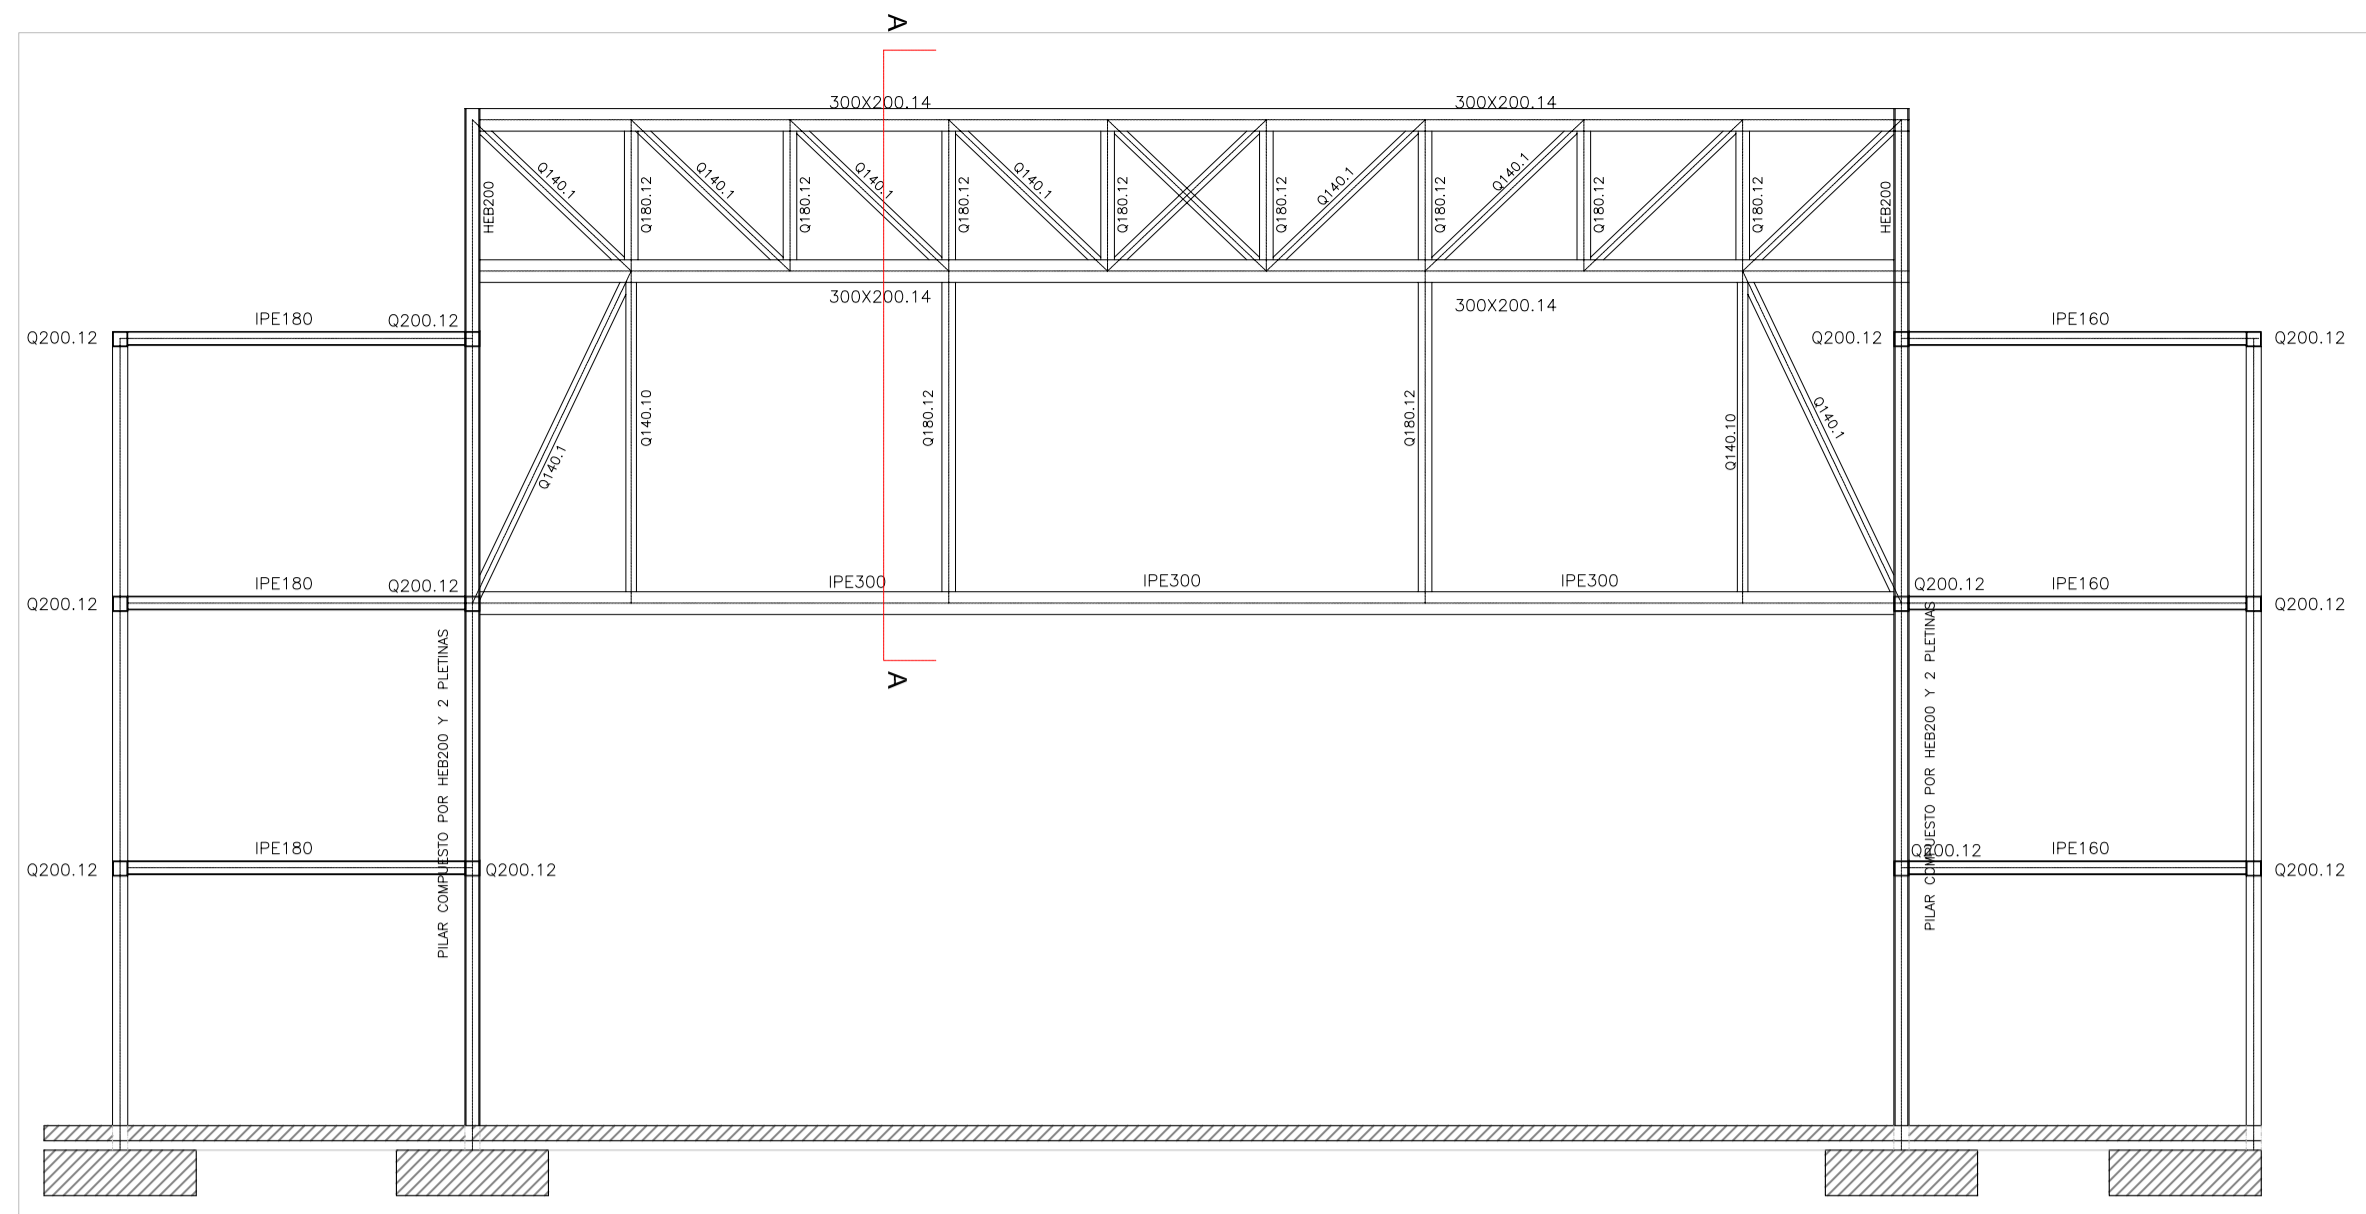 A
300X200.14 300X200.14
HEB200 Q140.1 Q180.12 Q140.1 Q180.12 Q140.1 Q180.12 Q140.1 Q180.12 Q180.12 Q140.1 Q180.12 Q140.1 Q180.12 Q180.12 HEB200
300X200.14 300X200.14
Q200.12 IPE180 Q200.12 Q200.12 IPE160 Q200.12
Q140.1 Q140.10 Q180.12 Q180.12 Q140.10 Q140.1
Q200.12 IPE180 Q200.12 IPE300 IPE300 IPE300 Q200.12 IPE160 Q200.12
A
PILAR COMPUESTO POR HEB200 Y 2 PLETINAS
PILAR COMPUESTO POR HEB200 Y 2 PLETINAS
Q200.12 IPE180 Q200.12 Q200.12 IPE160 Q200.12